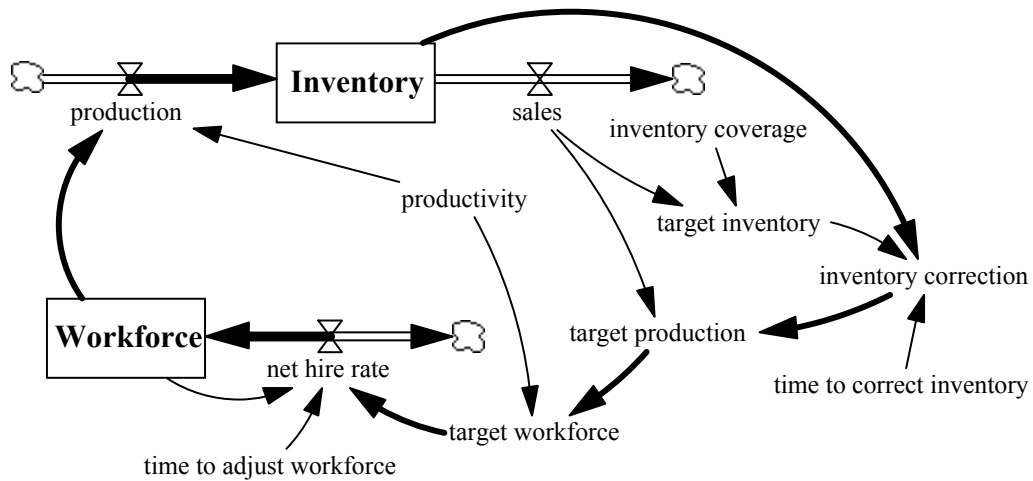 Inventory
production
sales
inventory coverage
productivity
target inventory
inventory correction
Workforce
target production
net hire rate
time to correct inventory
target workforce
time to adjust workforce